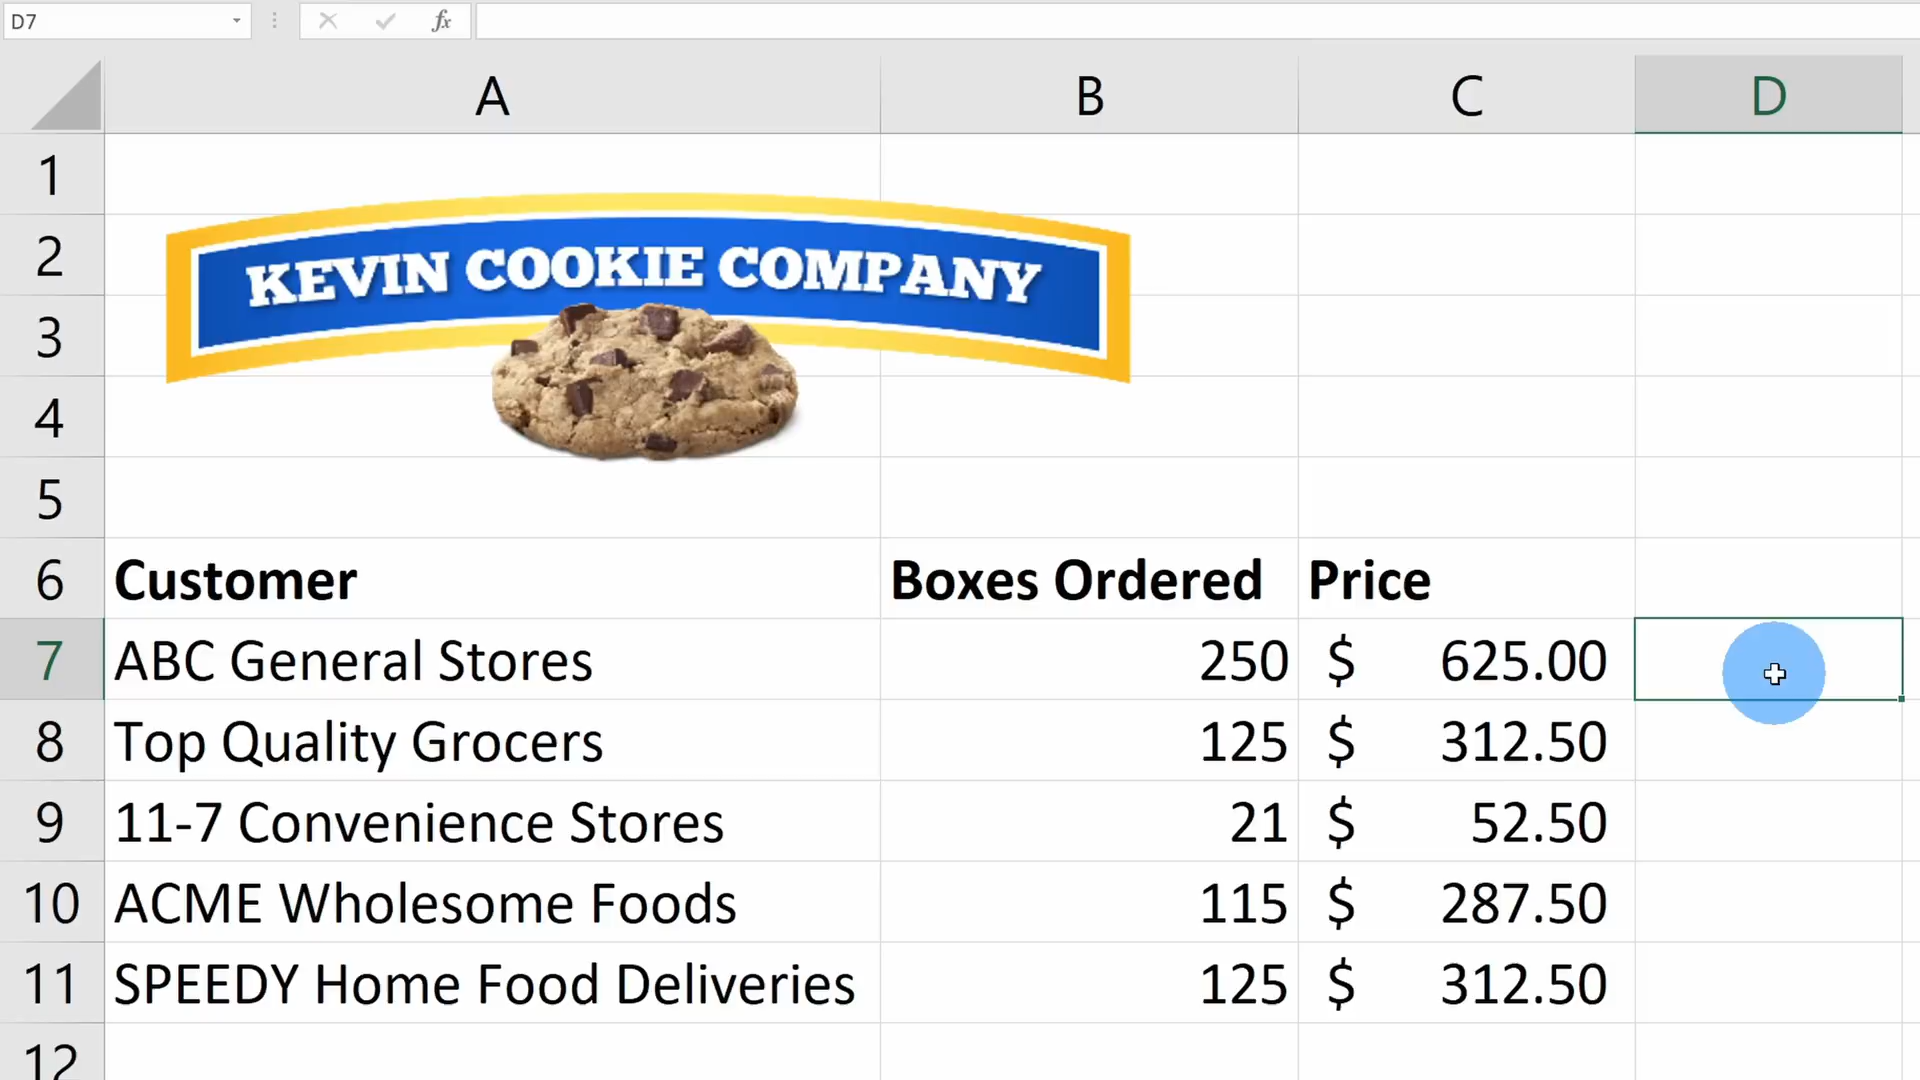 D7 fx
A B C D
1
2
3
4
5
KEVIN COOKIE COMPANY
6 Customer Boxes Ordered Price
7 ABC General Stores 250 $ 625.00
8 Top Quality Grocers 125 $ 312.50
9 11-7 Convenience Stores 21 $ 52.50
10 ACME Wholesome Foods 115 $ 287.50
11 SPEEDY Home Food Deliveries 125 $ 312.50
12